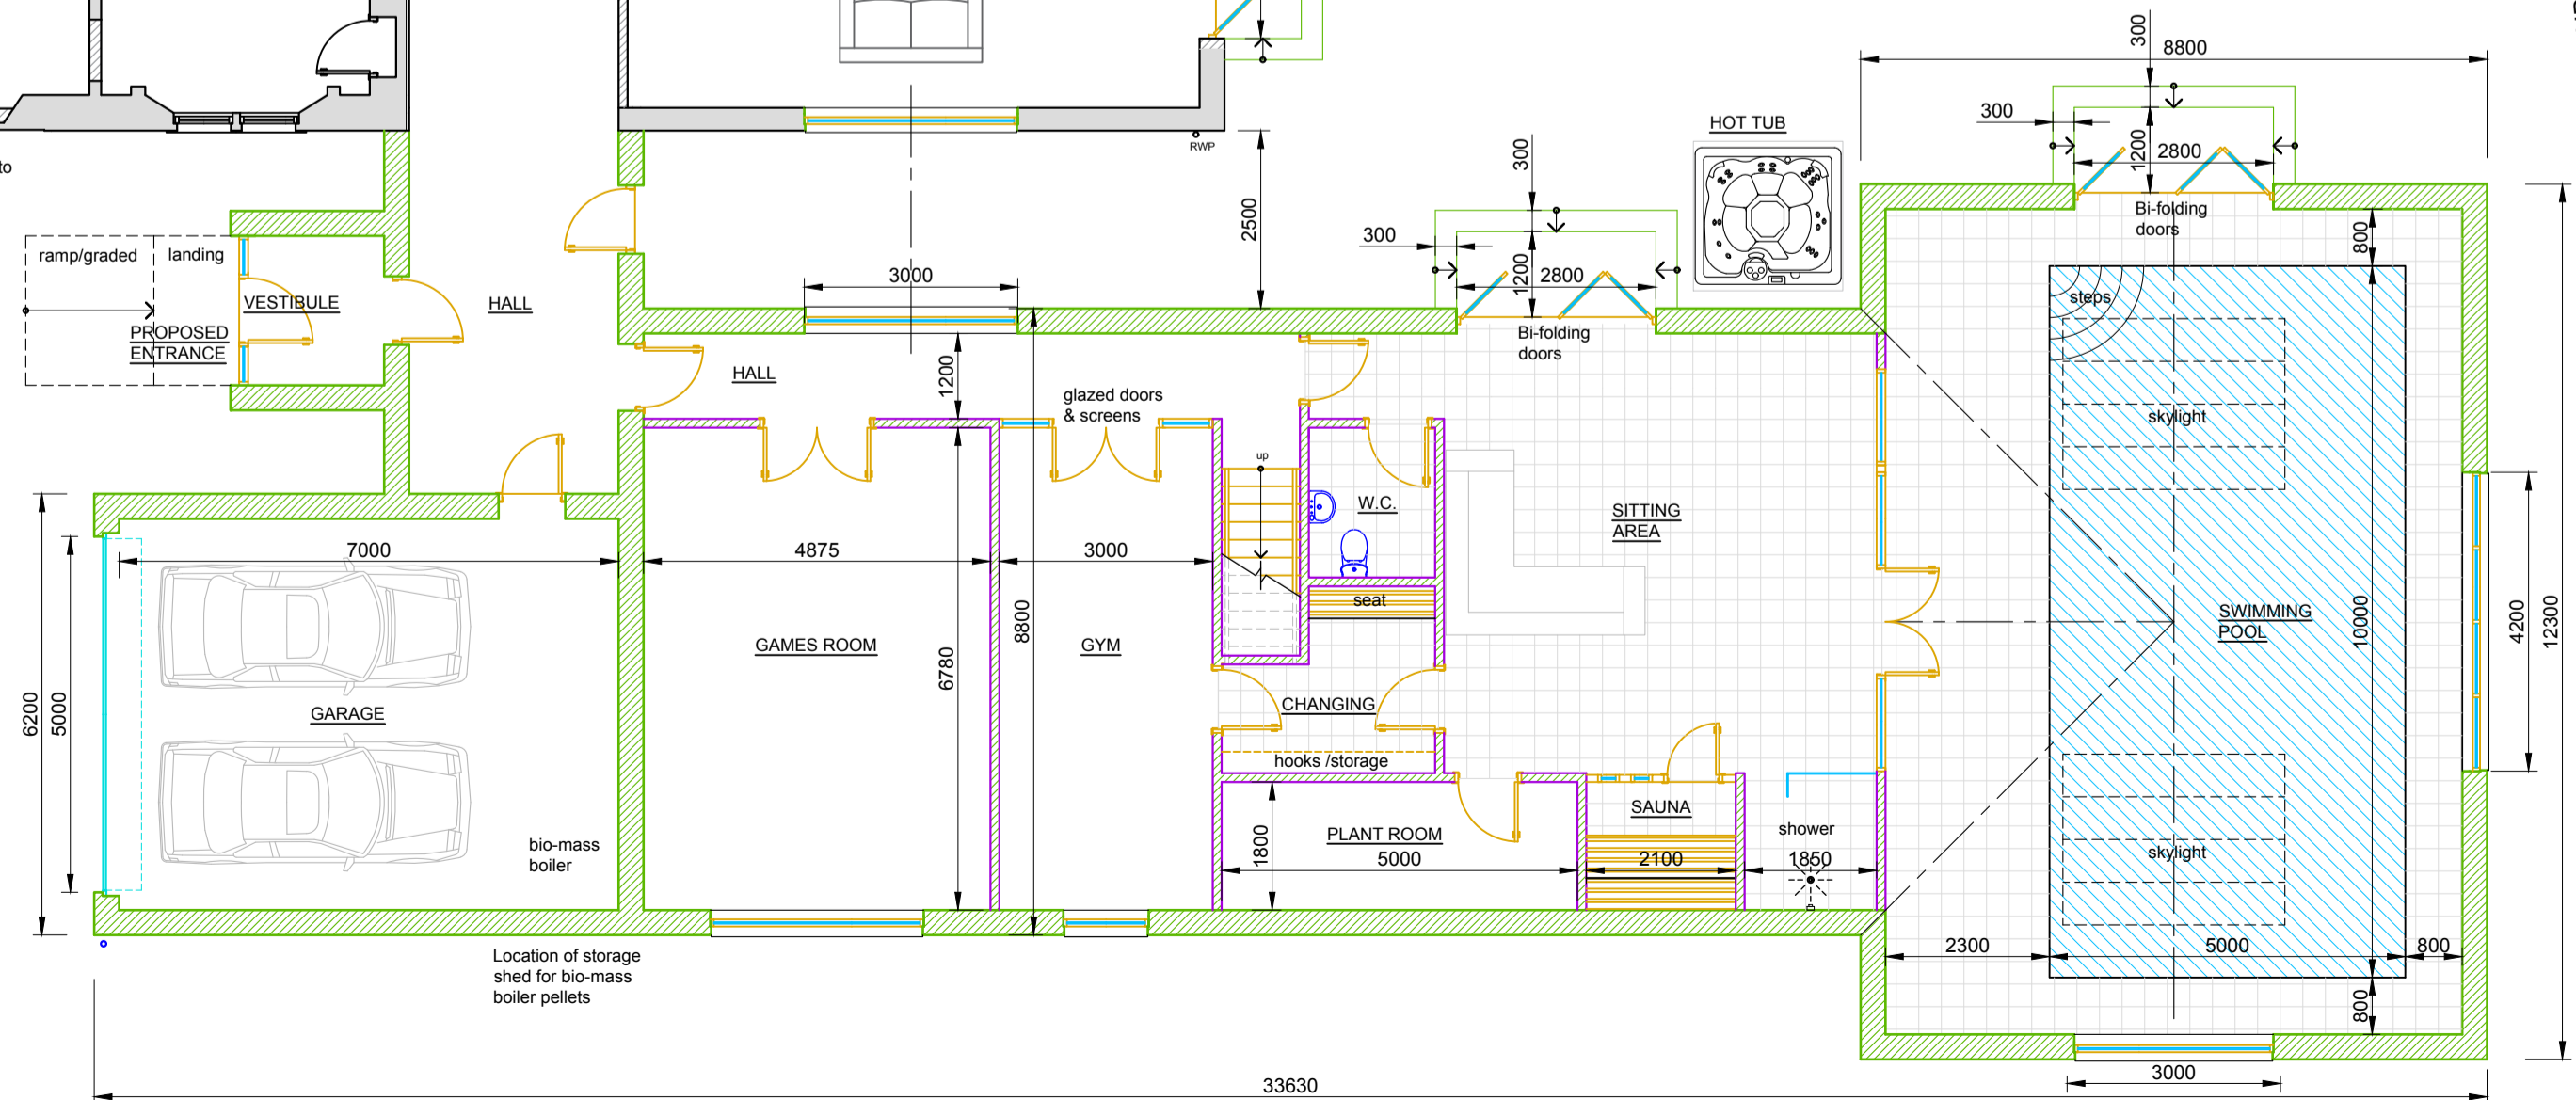 300
8800
HOT TUB
300
RWP
300
1200
2800
to
Bi-folding
doors
2500
300
1200
2800
800
ramp/graded
landing
VESTIBULE
HALL
3000
steps
PROPOSED
ENTRANCE
Bi-folding
doors
HALL
1200
glazed doors
& screens
skylight
up
W.C.
SITTING
AREA
7000
4875
3000
seat
SWIMMING
POOL
10000
4200
12300
8800
GAMES ROOM
GYM
6780
6200
5000
GARAGE
CHANGING
hooks /storage
SAUNA
bio-mass
boiler
1800
PLANT ROOM
5000
2100
shower
1850
skylight
2300
5000
800
Location of storage
shed for bio-mass
boiler pellets
800
3000
33630